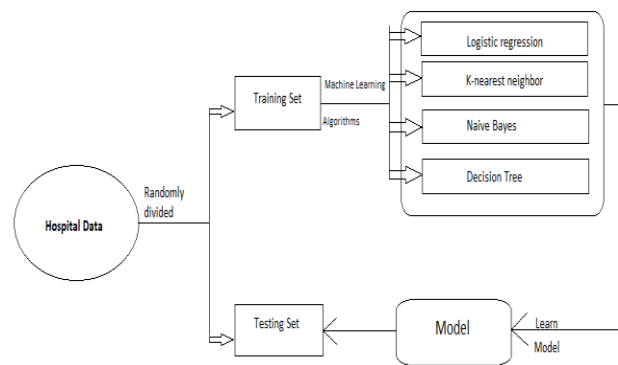 Hospital Data
Randomly
divided
Training Set
Machine Learning
Algorithms
Logistic regression
K-nearest neighbor
Naive Bayes
Decision Tree
Testing Set
Model
Learn
Model